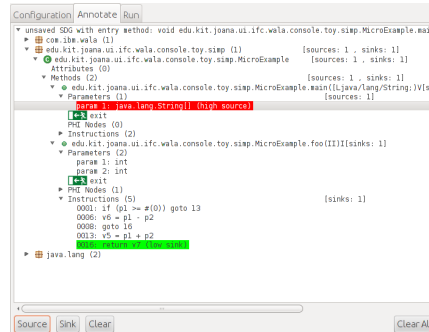 Configuration Annotate Run
unsaved SDG with entry method: void edu.kit.joana.ui.ifc.wala.console.toy.simp.MicroExample.mai
com.ibm.wala (1)
edu.kit.joana.ui.ifc.wala.console.toy.simp (1) [sources: 1 , sinks: 1]
edu.kit.joana.ui.ifc.wala.console.toy.simp.MicroExample [sources: 1 , sinks: 1]
Attributes (0)
Methods (2) [sources: 1 , sinks: 1]
edu.kit.joana.ui.ifc.wala.console.toy.simp.MicroExample.main([Ljava/lang/String;)V[s
Parameters (1) [sources: 1]
param 1: java.lang.String[] (high source)
exit
PHI Nodes (0)
Instructions (2)
edu.kit.joana.ui.ifc.wala.console.toy.simp.MicroExample.foo(II)I[sinks: 1]
Parameters (2)
param 1: int
param 2: int
exit
PHI Nodes (1)
Instructions (5) [sinks: 1]
0001: if (p1 >= #(0)) goto 13
0006: v6 = p1 - p2
0008: goto 16
0013: v5 = p1 + p2
0016: return v7 (low sink)
java.lang (2)
Source Sink Clear Clear Al